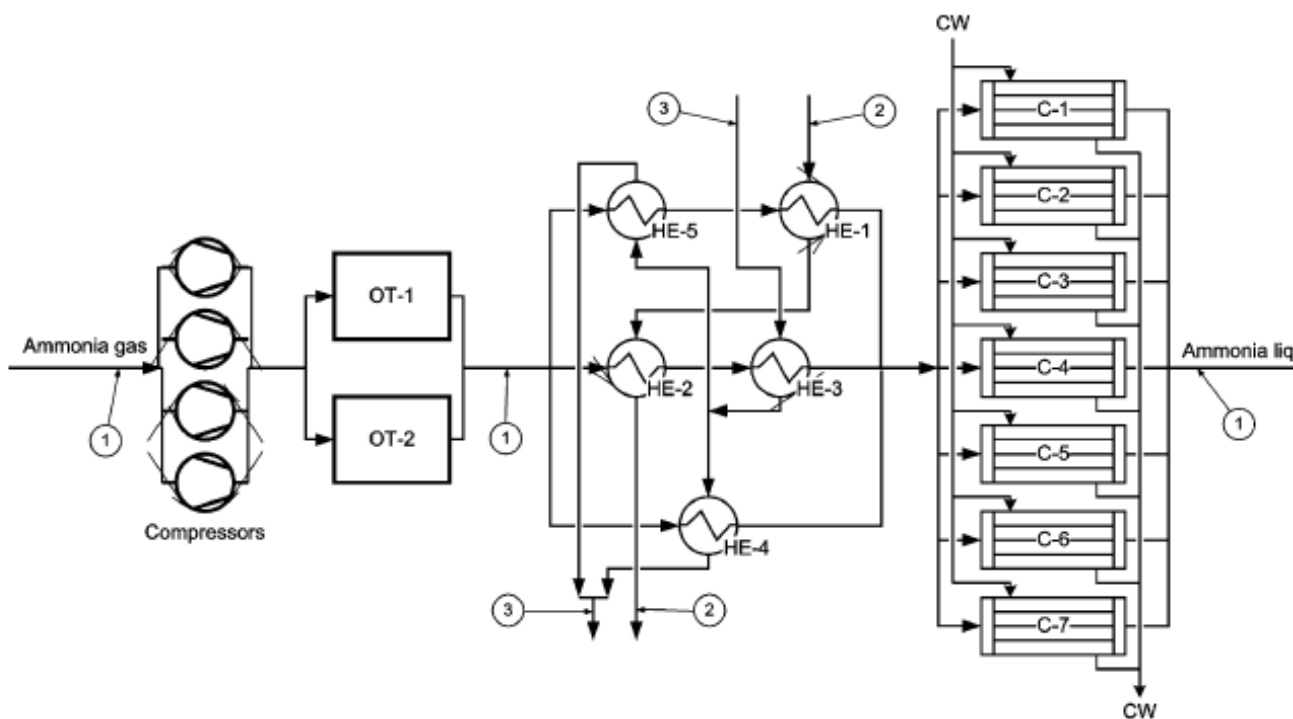 CW
3
2
C-1
C-2
HE-5
HE-1
C-3
OT-1
Ammonia gas
HE-2
HE-3
C-4
Ammonia liq
1
1
1
OT-2
C-5
Compressors
HE-4
C-6
3
2
C-7
CW